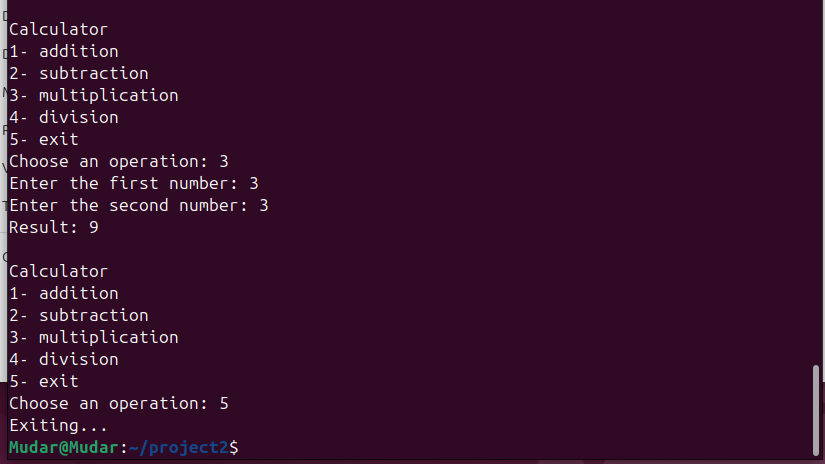 Calculator
1- addition
2- subtraction
3- multiplication
4- division
5- exit
Choose an operation: 3
Enter the first number: 3
Enter the second number: 3
Result: 9
Calculator
1- addition
2- subtraction
3- multiplication
4- division
5- exit
Choose an operation: 5
Exiting...
Mudar@Mudar:~/project2$